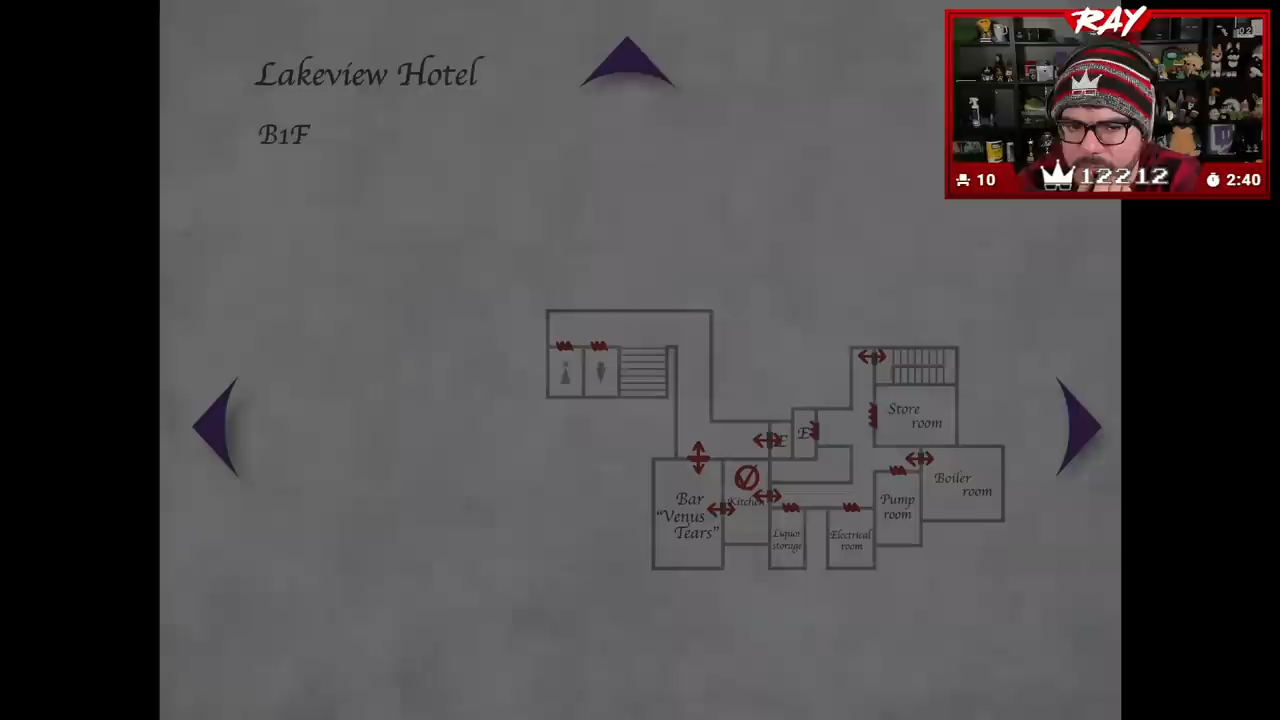 Lakeview Hotel
B1F
RAY
10
12212
2:40
Store
room
E
E
Boiler
room
Pump
room
Kitchen
Bar
"Venus
Tears"
Liquor
storage
Electrical
room